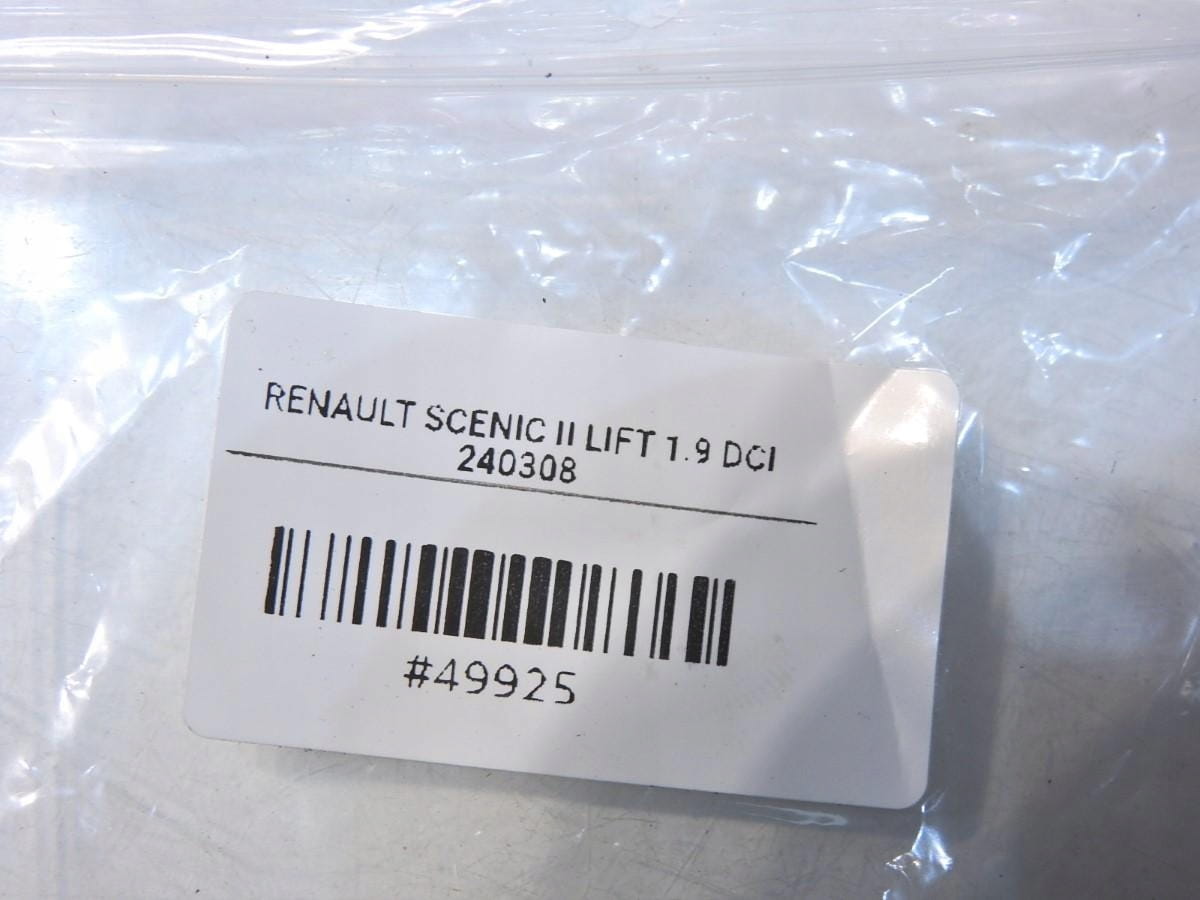 RENAULT SCENIC II LIFT 1.9 DCI
240308
#49925